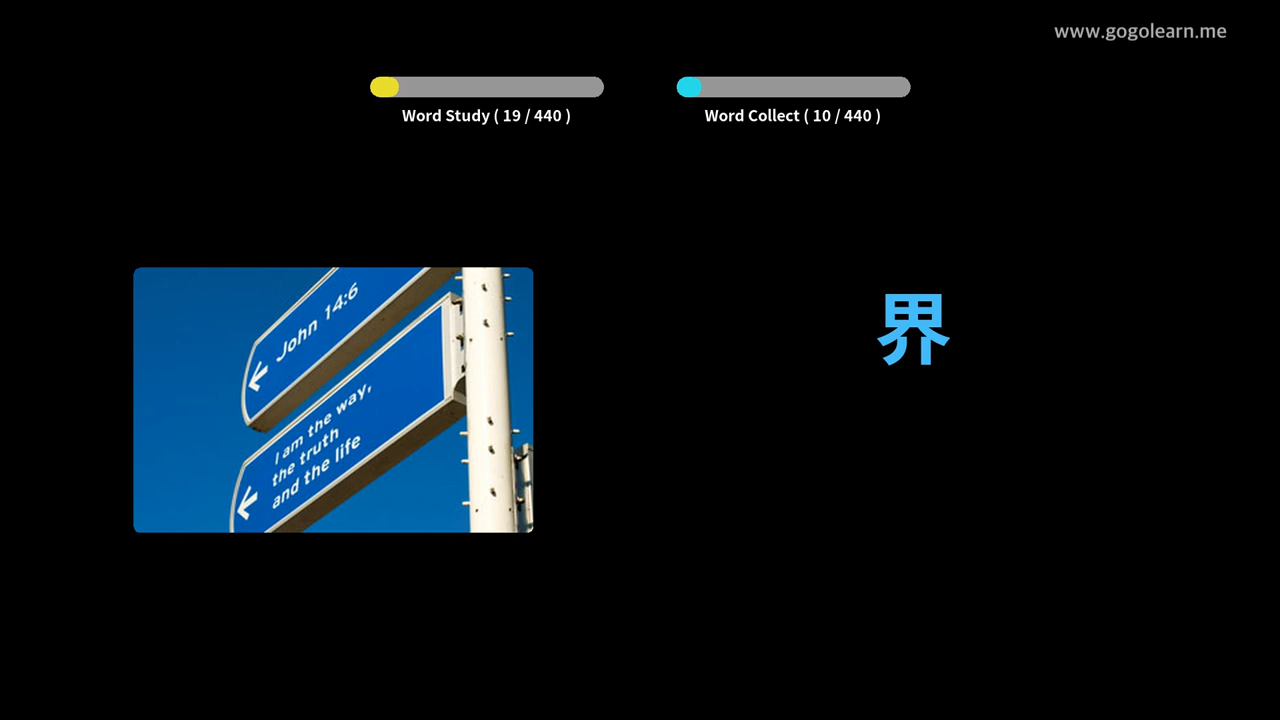 www.gogolearn.me
Word Study ( 19 / 440 )
Word Collect ( 10 / 440 )
John 14:6
I am the way,
the truth
and the life
界